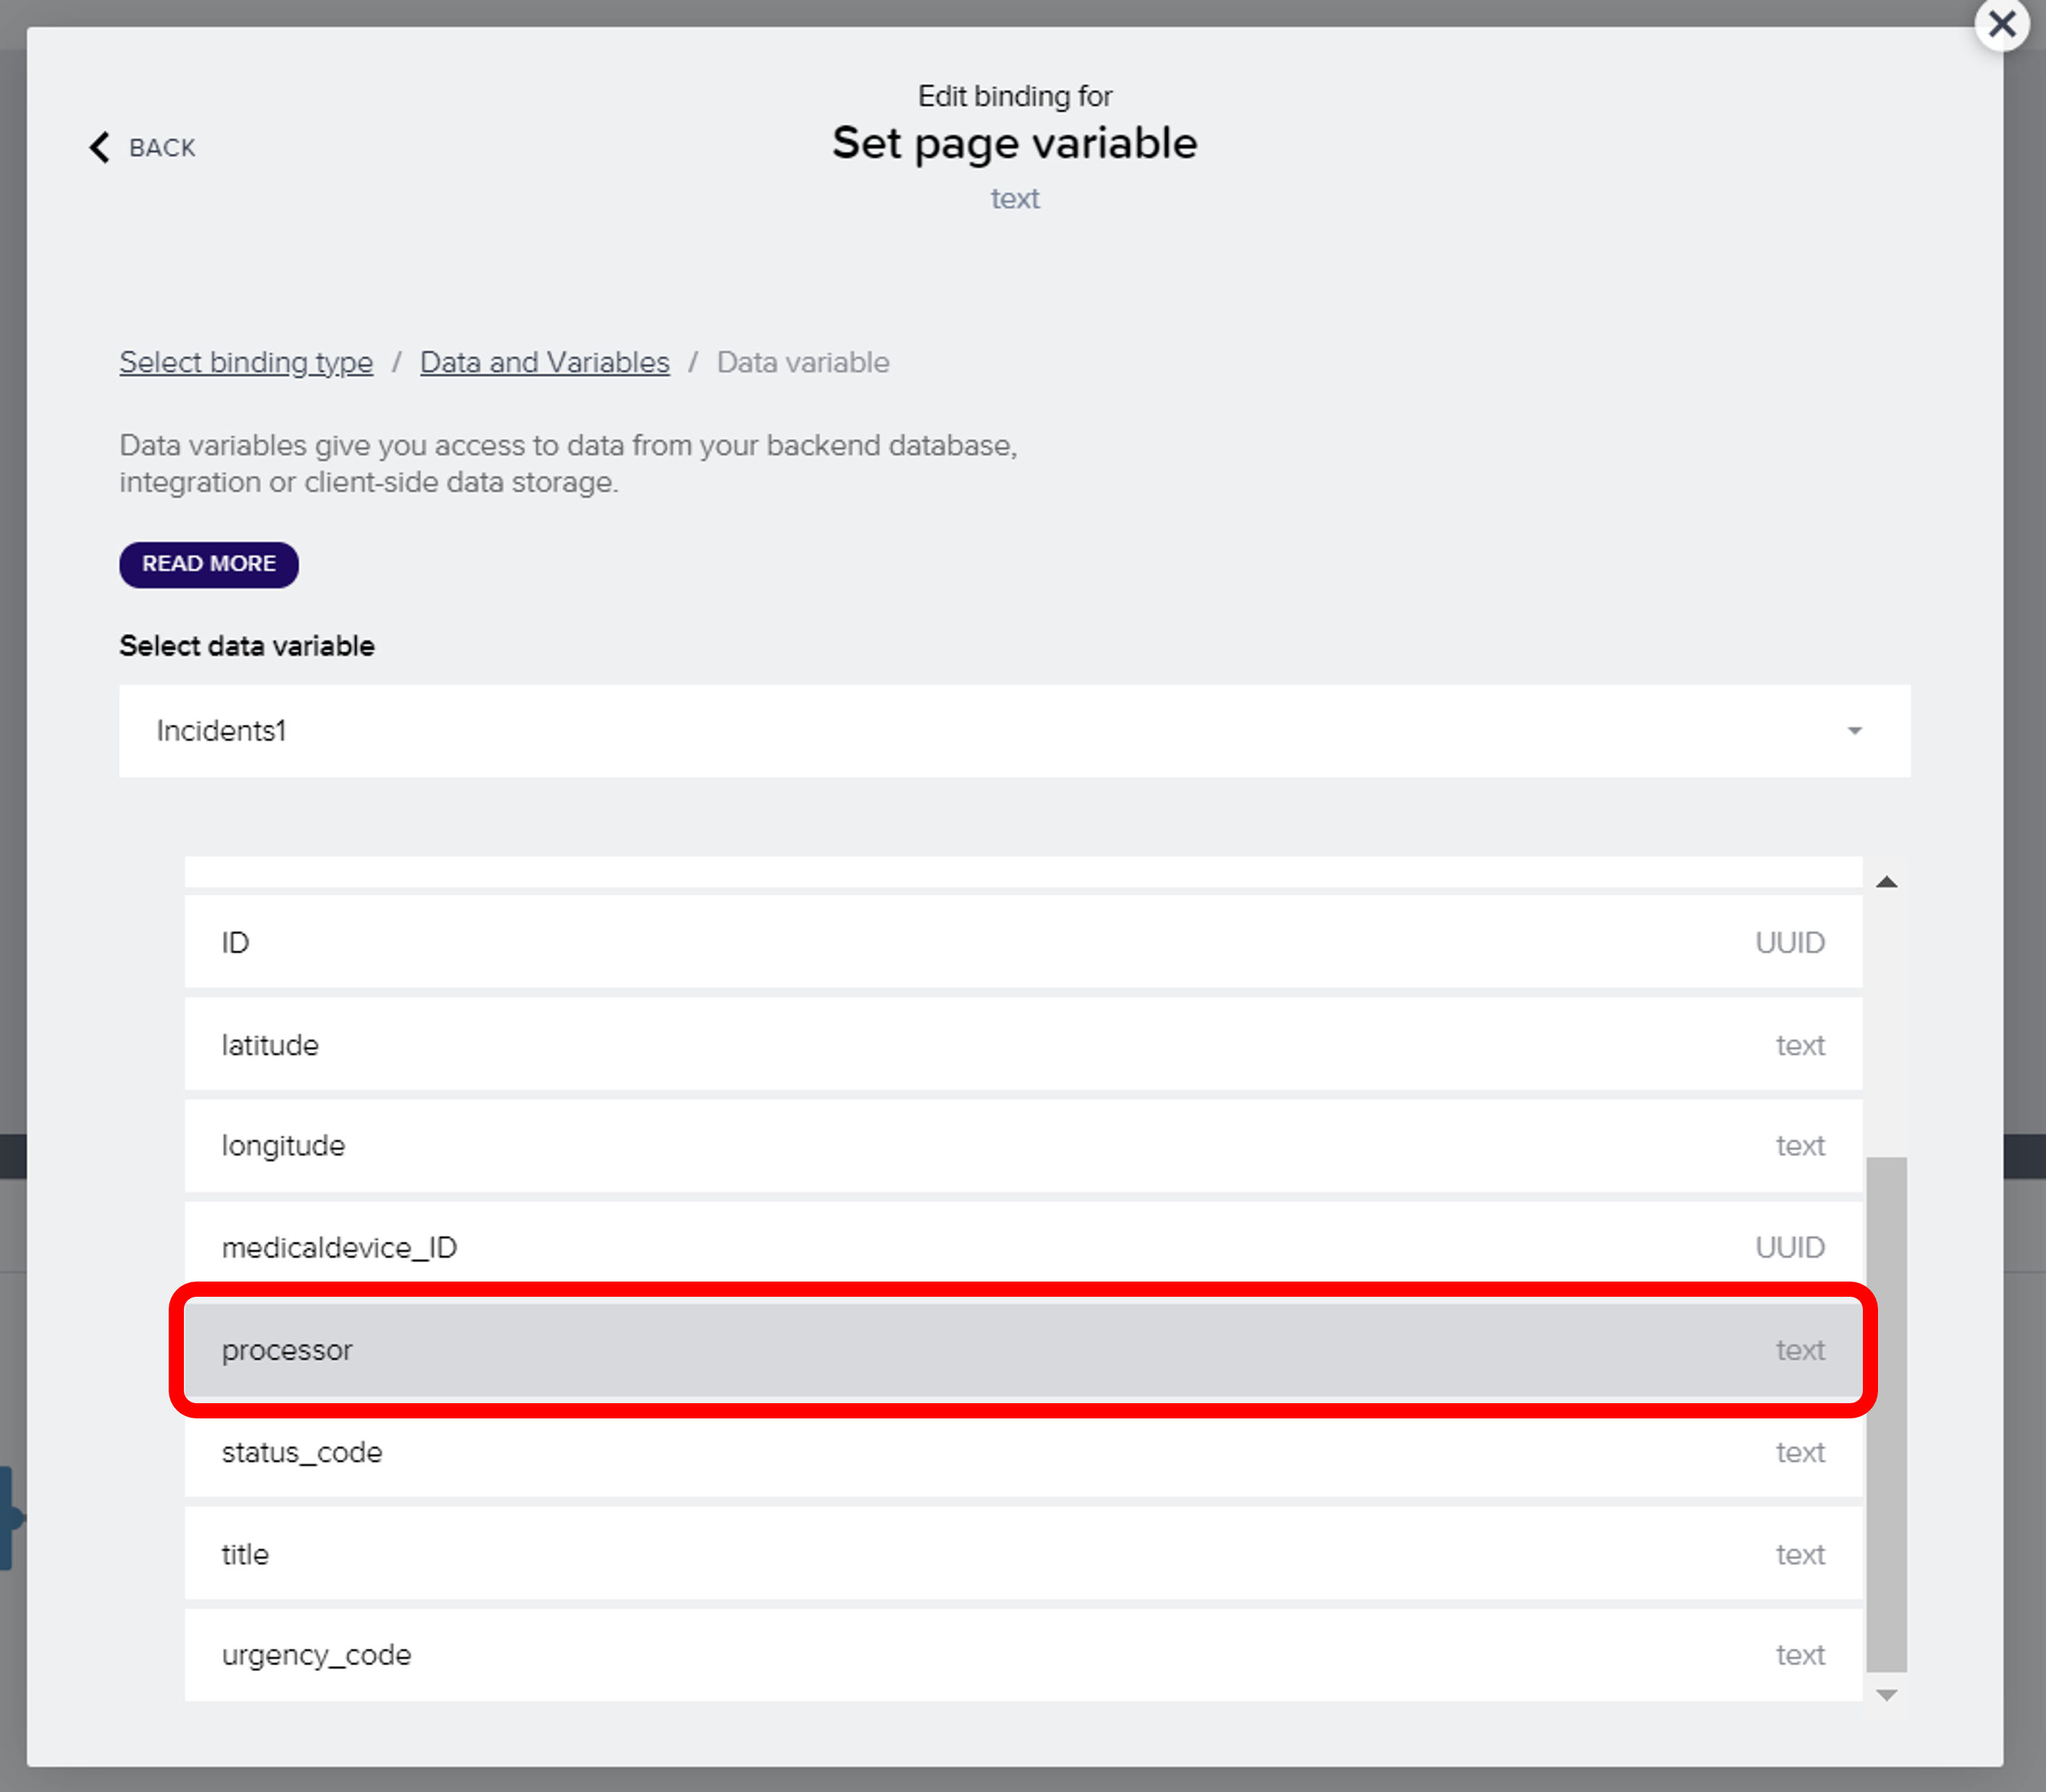 Edit binding for
BACK
Set page variable
text
Select binding type / Data and Variables / Data variable
Data variables give you access to data from your backend database,
integration or client-side data storage.
READ MORE
Select data variable
Incidents1
ID UUID
latitude text
longitude text
medicaldevice_ID UUID
processor text
status_code text
title text
urgency_code text